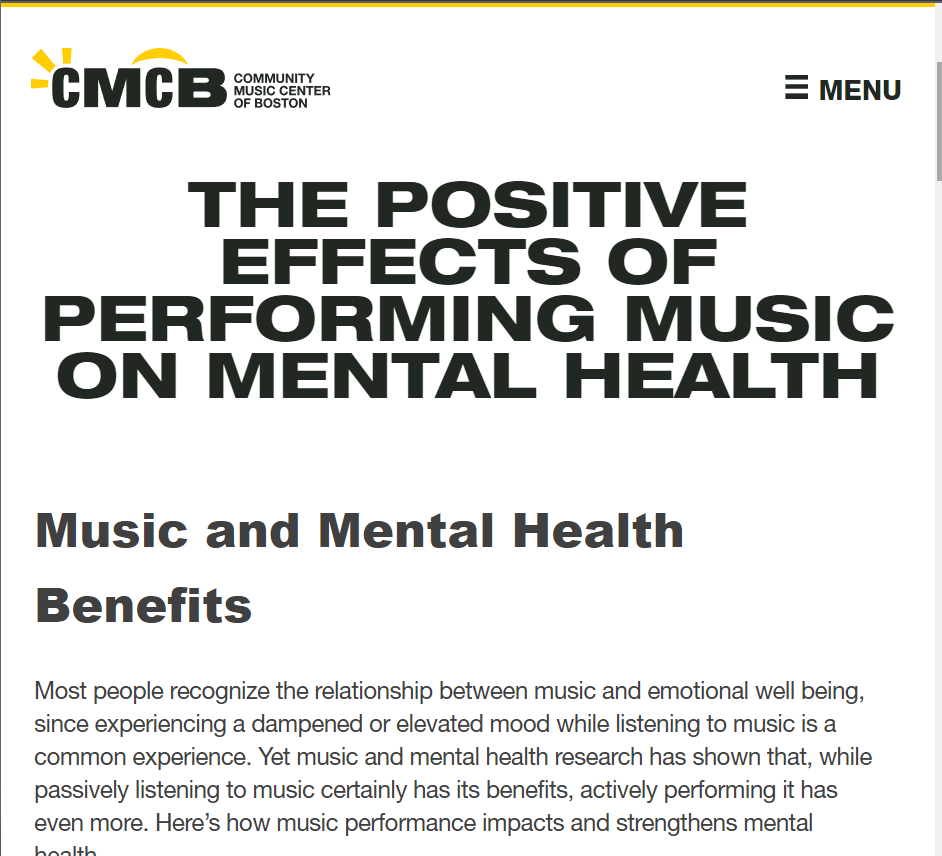 CMCB
COMMUNITY
MUSIC CENTER
OF BOSTON
MENU
THE POSITIVE
EFFECTS OF
PERFORMING MUSIC
ON MENTAL HEALTH
Music and Mental Health
Benefits
Most people recognize the relationship between music and emotional well being,
since experiencing a dampened or elevated mood while listening to music is a
common experience. Yet music and mental health research has shown that, while
passively listening to music certainly has its benefits, actively performing it has
even more. Here’s how music performance impacts and strengthens mental
health.